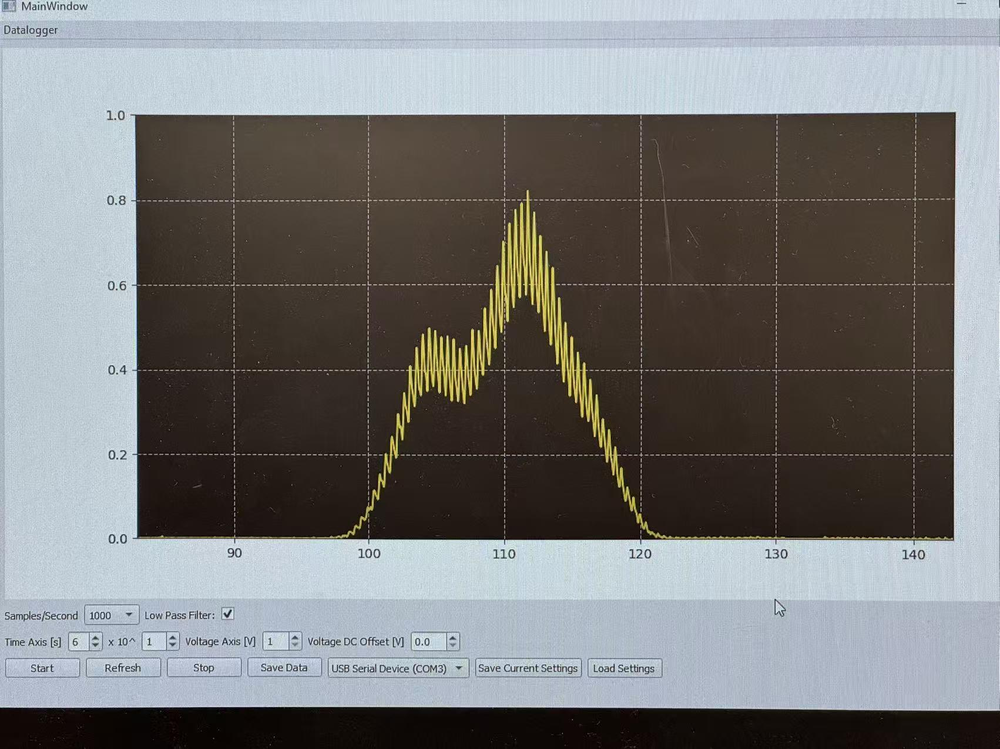 MainWindow
Datalogger
1.0
0.8
0.6
0.4
0.2
0.0
90 100 110 120 130 140
Samples/Second 1000 Low Pass Filter:
Time Axis [s] 6 x 10^ 1 Voltage Axis [V] 1 Voltage DC Offset [V] 0.0
Start Refresh Stop Save Data USB Serial Device (COM3) Save Current Settings Load Settings